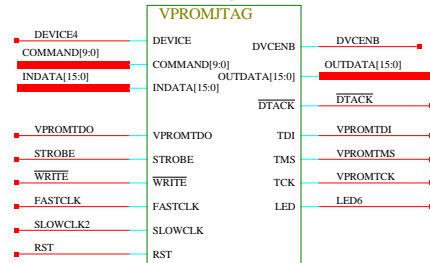 VPROMJTAG
DEVICE4 DEVICE DVCENB DVCENB
COMMAND[9:0] COMMAND[9:0] OUTDATA[15:0] OUTDATA[15:0]
INDATA[15:0] INDATA[15:0]
DTACK DTACK
VPROMTDO VPROMTDO TDI VPROMTDI
STROBE STROBE TMS VPROMTMS
WRITE WRITE TCK VPROMTCK
FASTCLK FASTCLK LED LED6
SLOWCLK2 SLOWCLK
RST RST